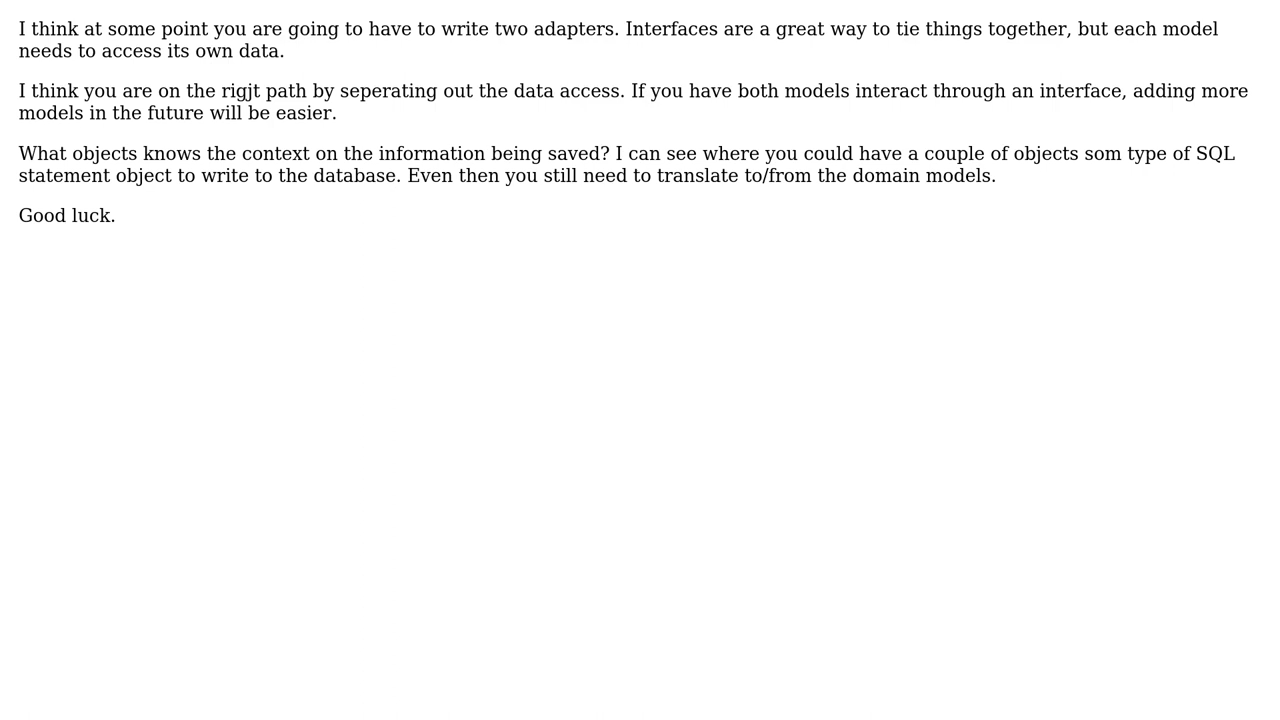 I think at some point you are going to have to write two adapters. Interfaces are a great way to tie things together, but each model
needs to access its own data.
I think you are on the rigjt path by seperating out the data access. If you have both models interact through an interface, adding more
models in the future will be easier.
What objects knows the context on the information being saved? I can see where you could have a couple of objects som type of SQL
statement object to write to the database. Even then you still need to translate to/from the domain models.
Good luck.